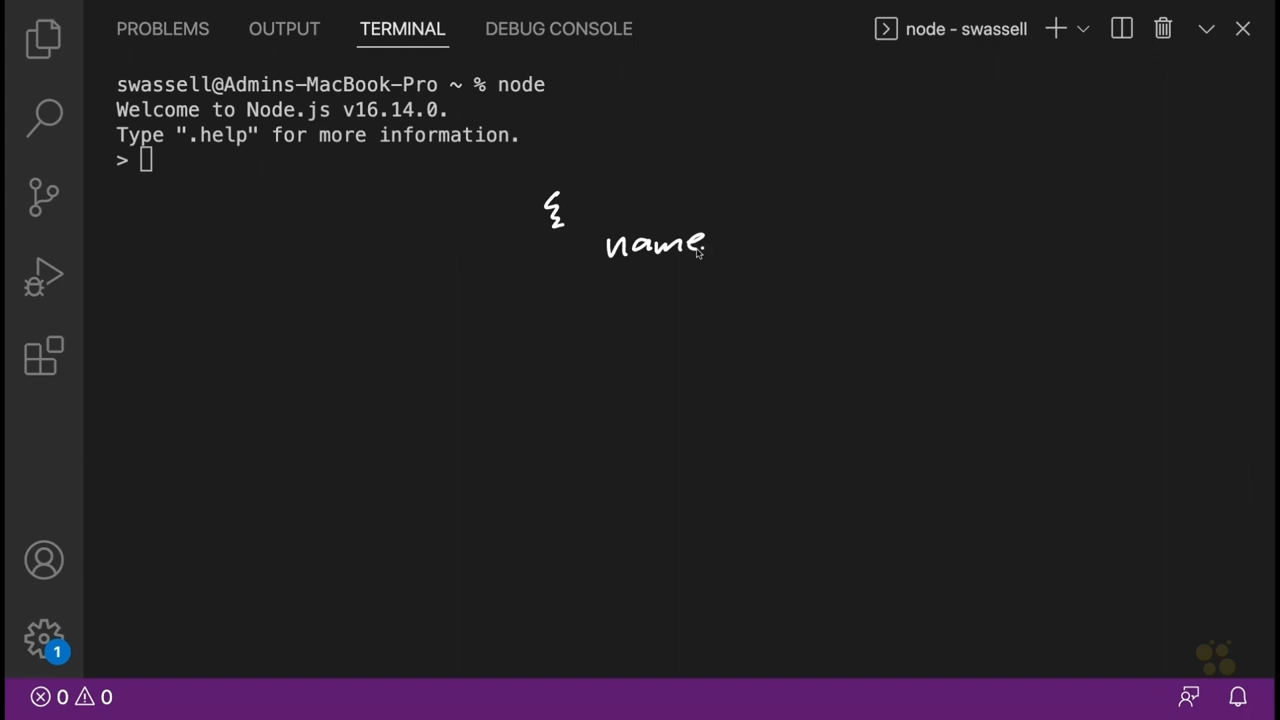 PROBLEMS OUTPUT TERMINAL DEBUG CONSOLE node - swassell
swassell@Admins-MacBook-Pro ~ % node
Welcome to Node.js v16.14.0.
Type ".help" for more information.
>
{
name.
1
0 0